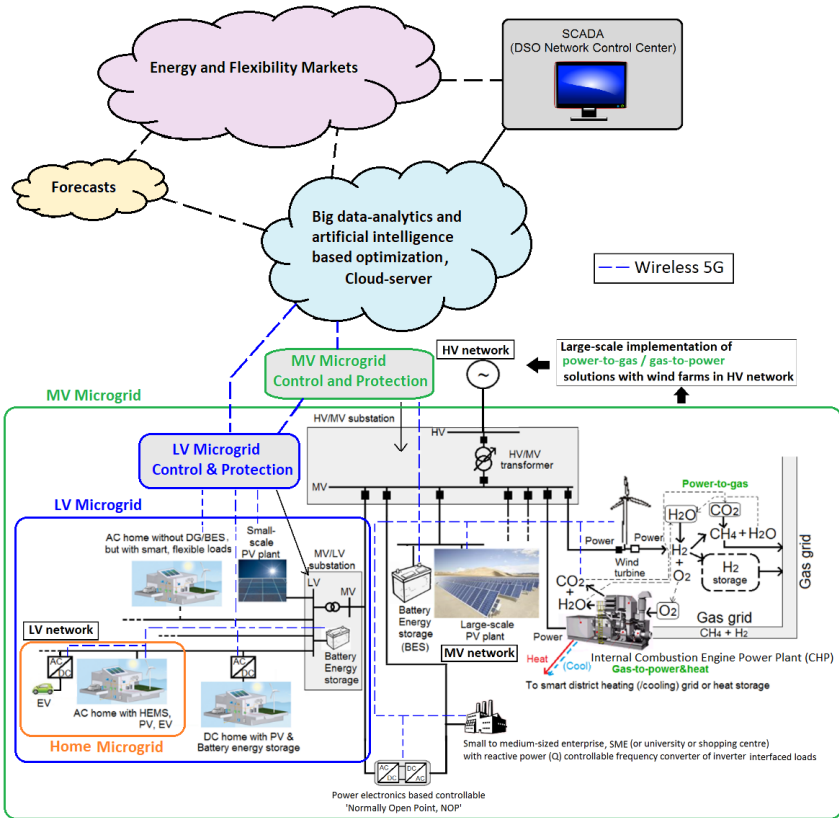 SCADA
(DSO Network Control Center)
Energy and Flexibility Markets
Forecasts
Big data-analytics and
artificial intelligence
based optimization,
Cloud-server
Wireless 5G
MV Microgrid
Control and Protection
HV network
~
Large-scale implementation of
power-to-gas / gas-to-power
solutions with wind farms in HV network
MV Microgrid
LV Microgrid
Control & Protection
HV/MV substation
HV
HV/MV
transformer
MV
LV Microgrid
AC home without DG/BES,
but with smart, flexible loads
Small-
scale
PV plant
MV/LV
substation
LV
MV
Battery
Energy
storage
LV network
AC
DC
EV
AC home with HEMS,
PV, EV
Home Microgrid
AC
DC
DC home with PV &
Battery energy storage
Battery
Energy
storage
(BES)
Large-scale
PV plant
MV network
Power
Power
Wind
turbine
Power-to-gas
H2O
CO2
CH4 + H2O
H2
+
O2
H2
storage
O2
CO2
+
H2O
Gas grid
Gas grid
CH4 + H2
Power
Heat
(Cool)
Internal Combustion Engine Power Plant (CHP)
Gas-to-power&heat
To smart district heating (/cooling) grid or heat storage
Small to medium-sized enterprise, SME (or university or shopping centre)
with reactive power (Q) controllable frequency converter of inverter interfaced loads
AC
DC
DC
AC
Power electronics based controllable
'Normally Open Point, NOP'